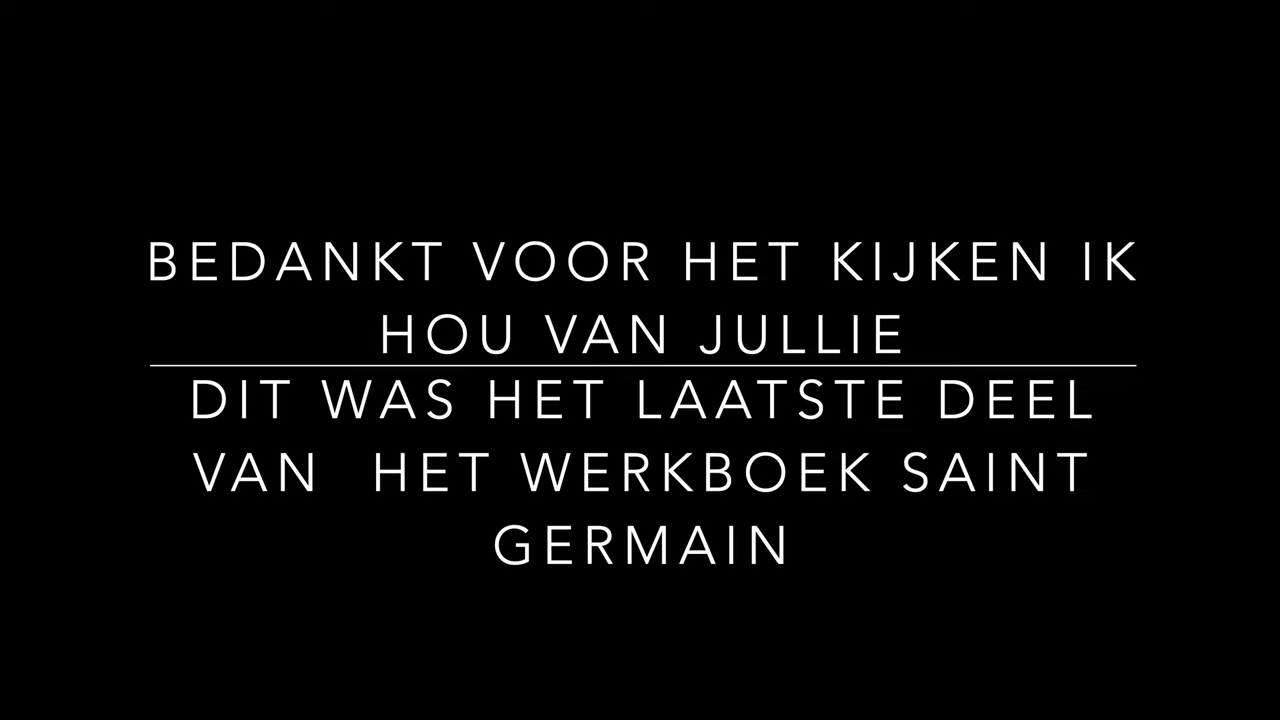 BEDANKT VOOR HET KIJKEN IK
HOU VAN JULLIE
DIT WAS HET LAATSTE DEEL
VAN HET WERKBOEK SAINT
GERMAIN